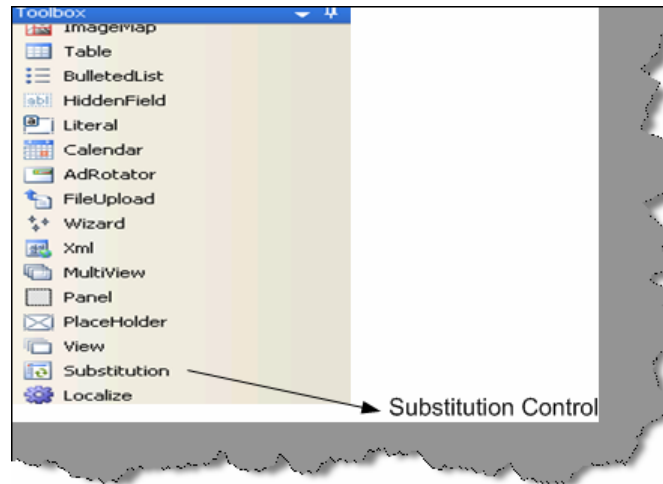 Toolbox
ImageMap
Table
BulletedList
abl HiddenField
Literal
Calendar
AdRotator
FileUpload
Wizard
Xml
MultiView
Panel
PlaceHolder
View
Substitution
Localize
Substitution Control